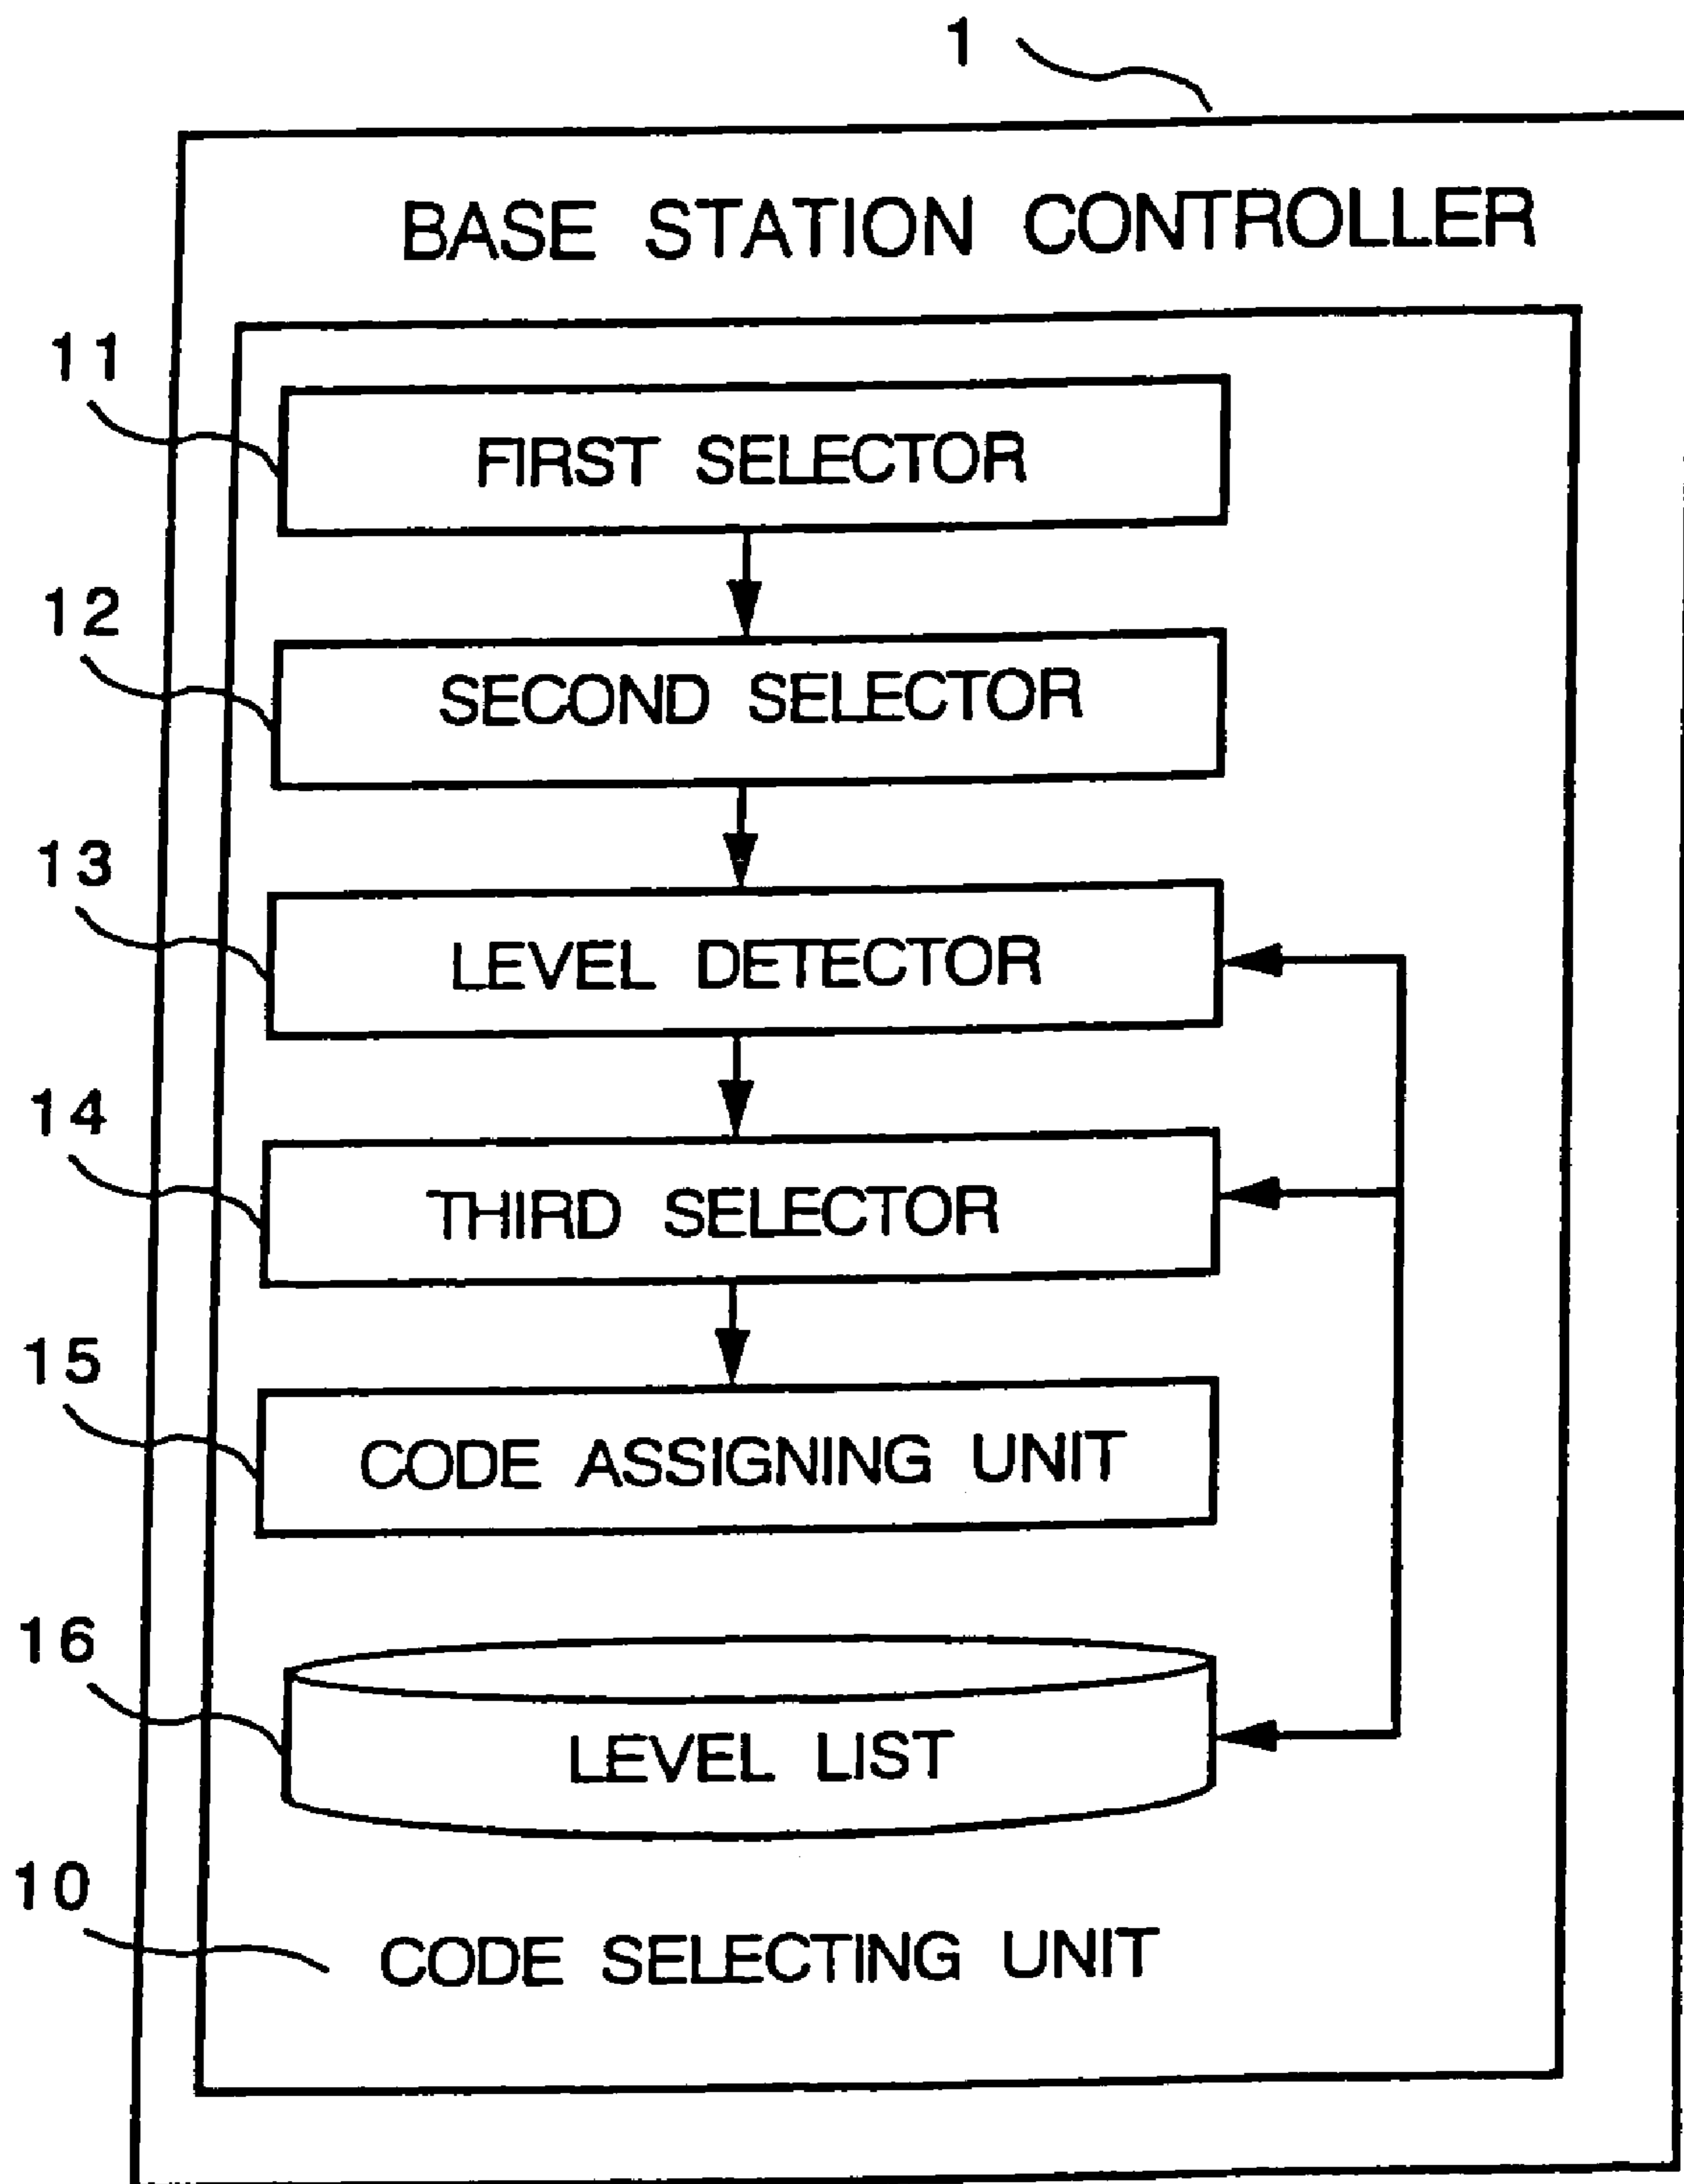 1
BASE STATION CONTROLLER
11
FIRST SELECTOR
12
SECOND SELECTOR
13
LEVEL DETECTOR
14
THIRD SELECTOR
15
CODE ASSIGNING UNIT
16
LEVEL LIST
10
CODE SELECTING UNIT